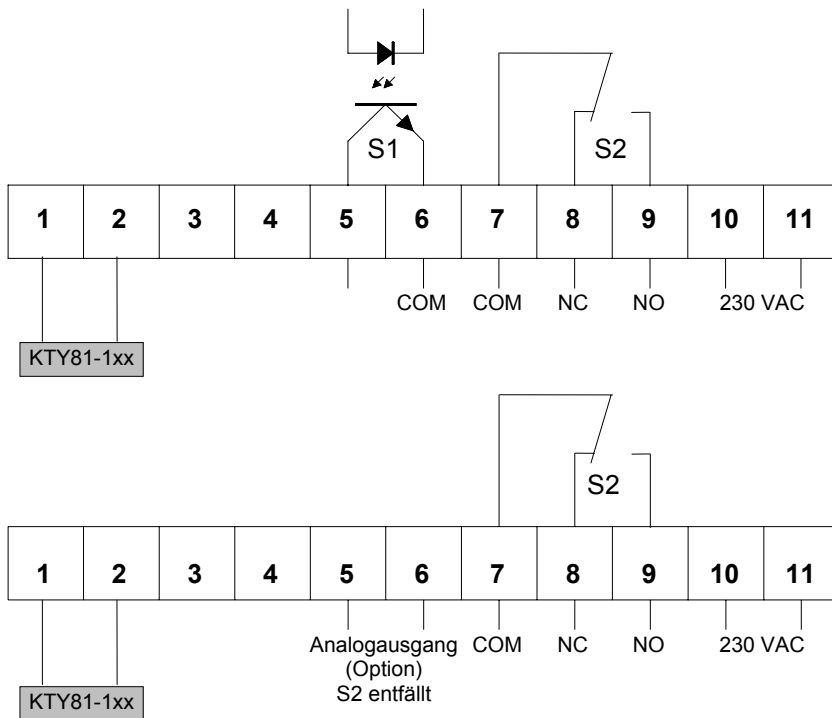 S1
S2
1 2 3 4 5 6 7 8 9 10 11
COM COM NC NO 230 VAC
KTY81-1xx
S2
1 2 3 4 5 6 7 8 9 10 11
Analogausgang COM NC NO 230 VAC
(Option)
S2 entfällt
KTY81-1xx